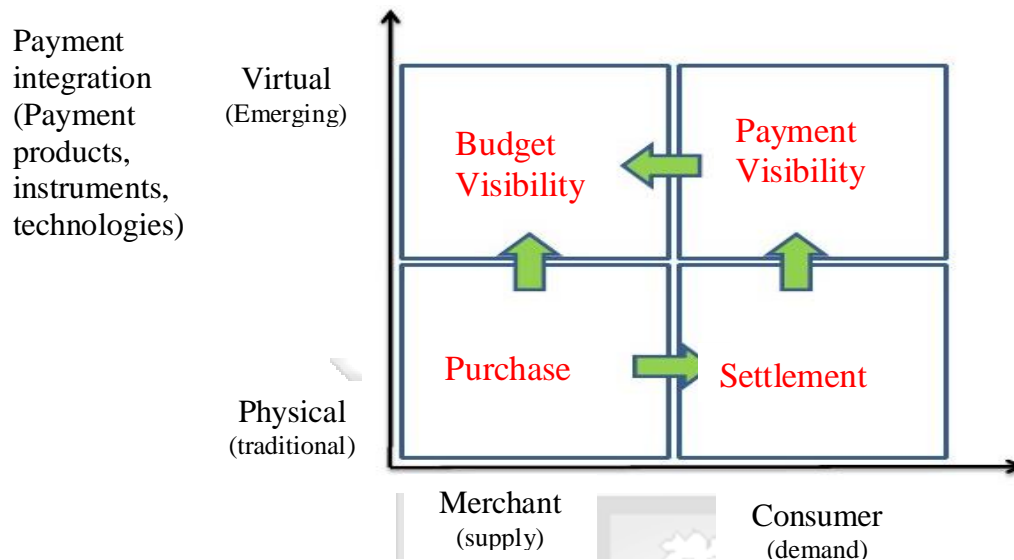 Payment
integration
(Payment
products,
instruments,
technologies)
Virtual
(Emerging)
Budget
Visibility
Payment
Visibility
Purchase
Settlement
Physical
(traditional)
Merchant
(supply)
Consumer
(demand)